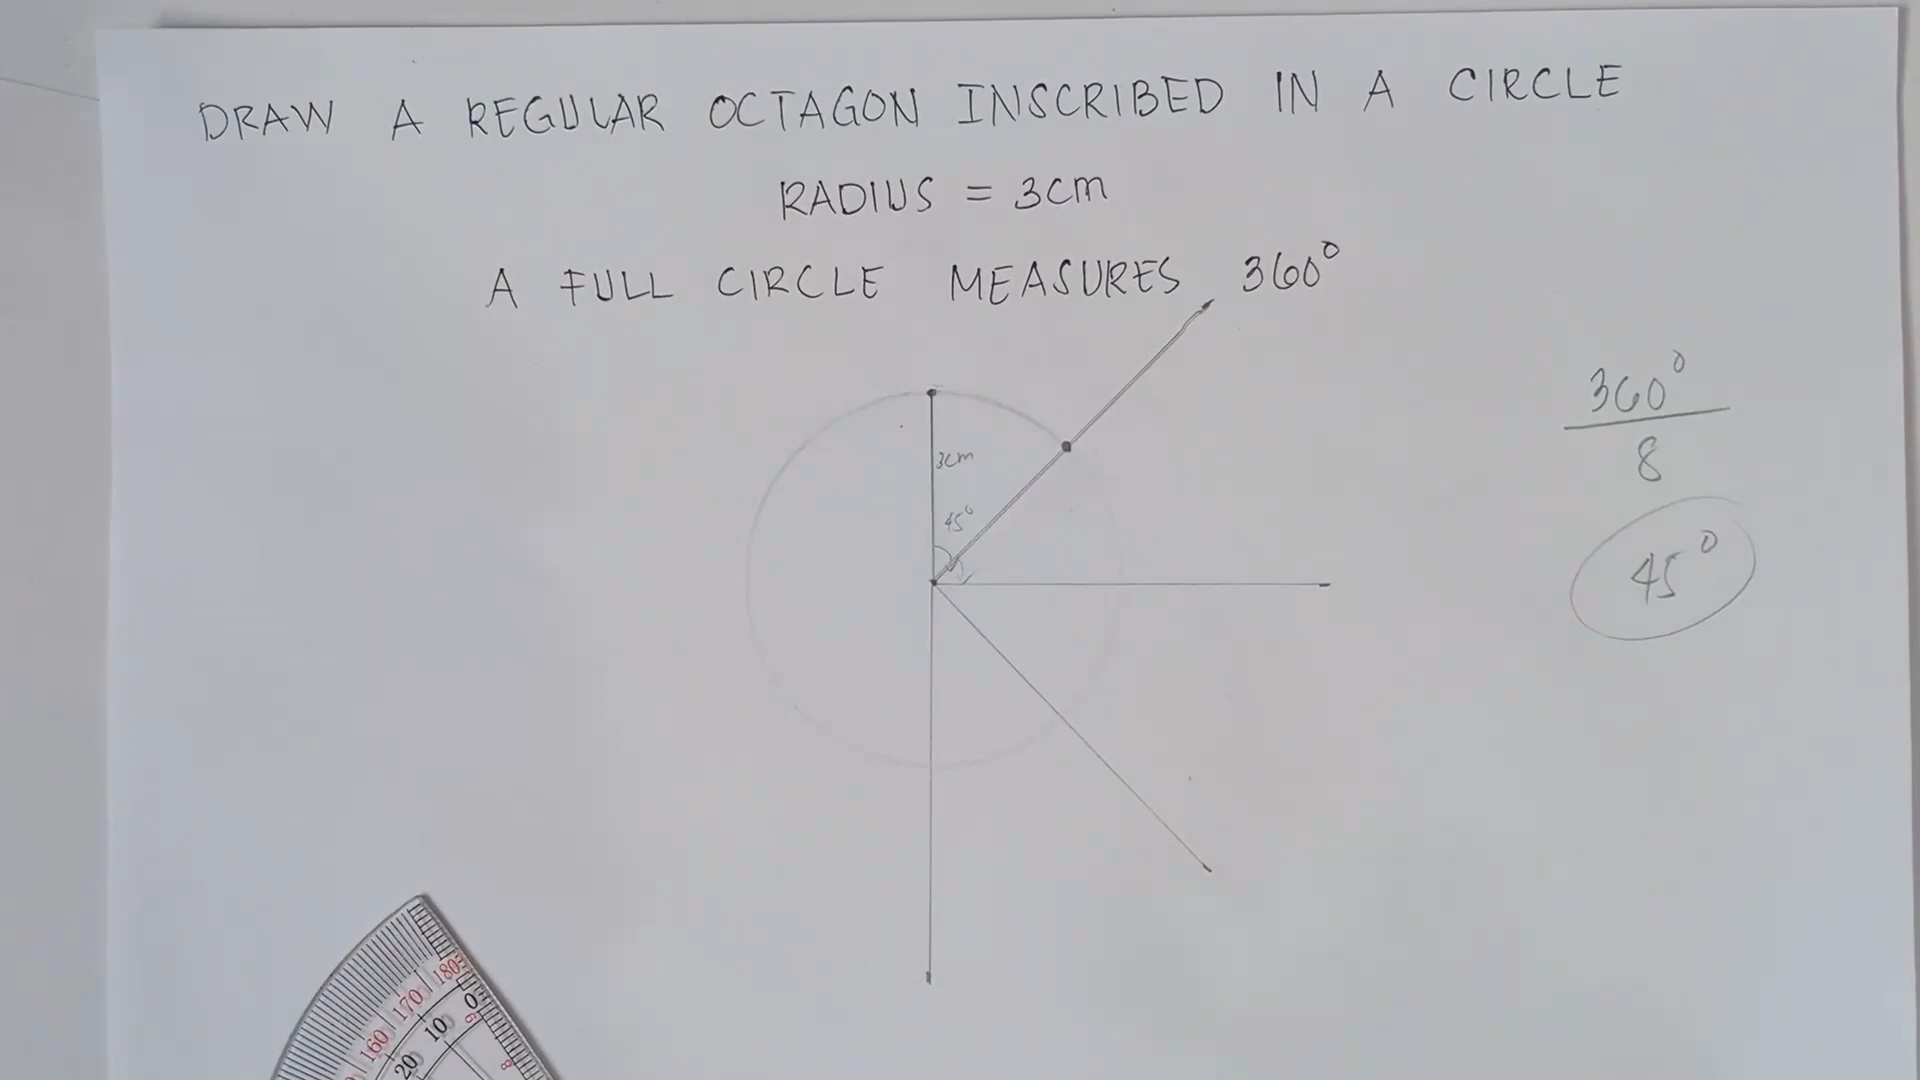 DRAW A REGULAR OCTAGON INSCRIBED IN A CIRCLE
RADIUS = 3cm
A FULL CIRCLE MEASURES 360°
360°
8
45°
3cm
45°
180
170
160
0
10
20